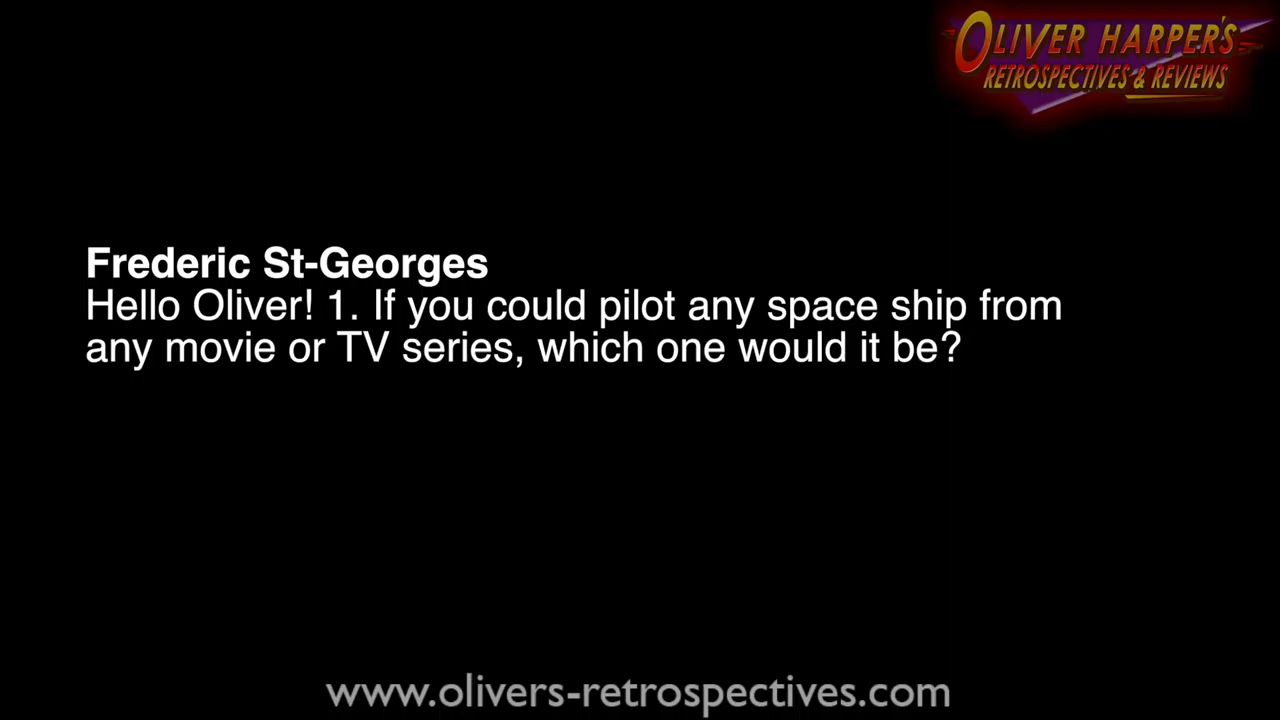 OLIVER HARPER'S
RETROSPECTIVES & REVIEWS
Frederic St-Georges
Hello Oliver! 1. If you could pilot any space ship from
any movie or TV series, which one would it be?
www.olivers-retrospectives.com